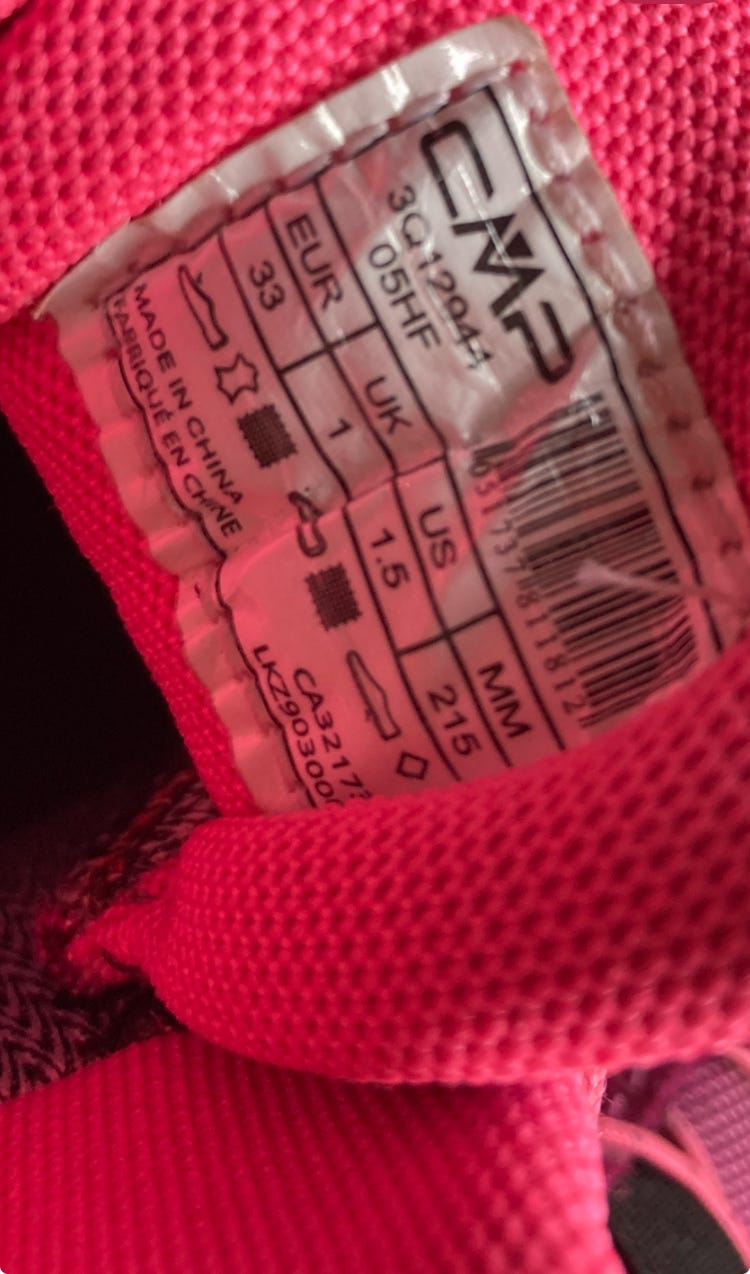 CMP
3Q12944
05HF
EUR UK US MM
33 1 1.5 215
MADE IN CHINA
FABRIQUÉ EN CHINE